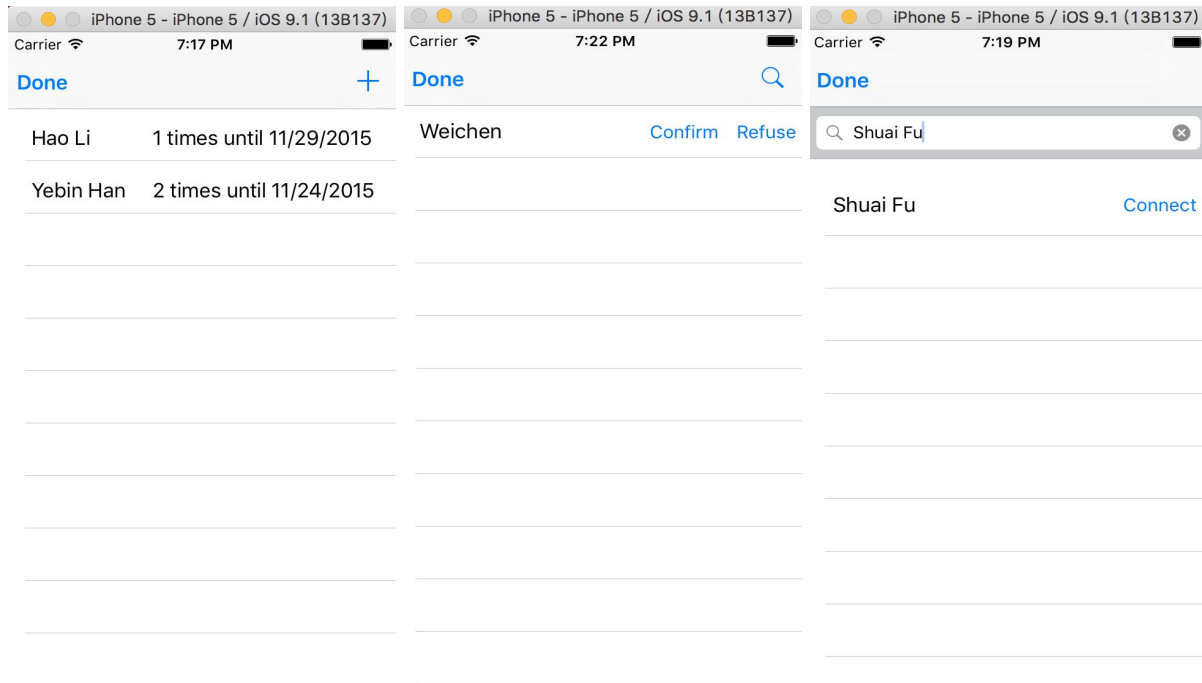 iPhone 5 - iPhone 5 / iOS 9.1 (13B137)
Carrier 7:17 PM
Done +
Hao Li 1 times until 11/29/2015
Yebin Han 2 times until 11/24/2015
iPhone 5 - iPhone 5 / iOS 9.1 (13B137)
Carrier 7:22 PM
Done
Weichen Confirm Refuse
iPhone 5 - iPhone 5 / iOS 9.1 (13B137)
Carrier 7:19 PM
Done
Shuai Fu
Shuai Fu Connect